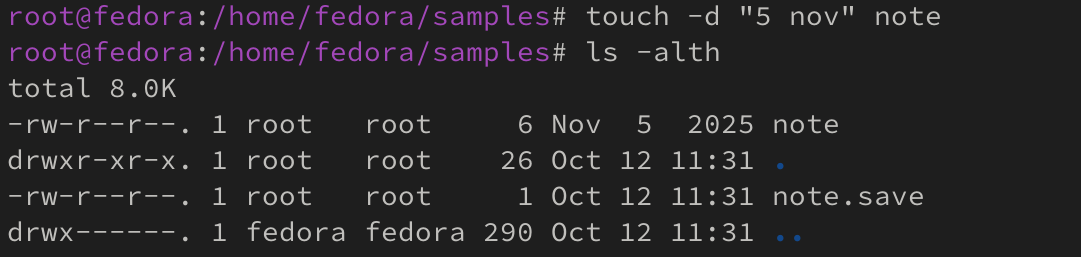 root@fedora:/home/fedora/samples# touch -d "5 nov" note
root@fedora:/home/fedora/samples# ls -alth
total 8.0K
-rw-r--r--. 1 root   root     6 Nov  5  2025 note
drwxr-xr-x. 1 root   root    26 Oct 12 11:31 .
-rw-r--r--. 1 root   root     1 Oct 12 11:31 note.save
drwx------. 1 fedora fedora 290 Oct 12 11:31 ..